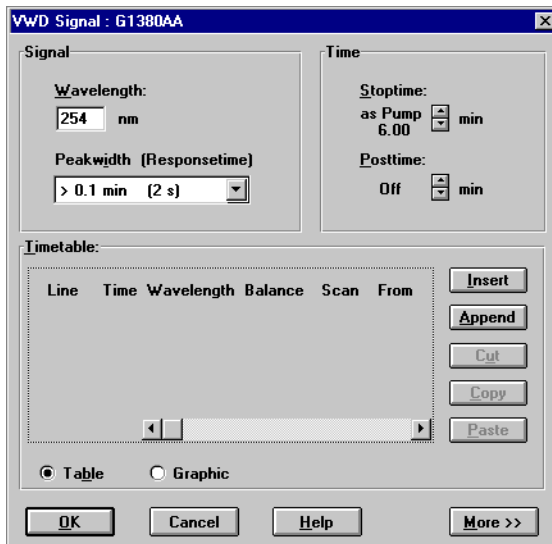 VWD Signal : G1380AA
Signal
Wavelength:
254 nm
Peakwidth (Responsetime)
> 0.1 min (2 s)
Time
Stoptime:
as Pump
6.00 min
Posttime:
Off min
Timetable:
Line Time Wavelength Balance Scan From
Insert
Append
Cut
Copy
Paste
Table Graphic
OK Cancel Help More >>